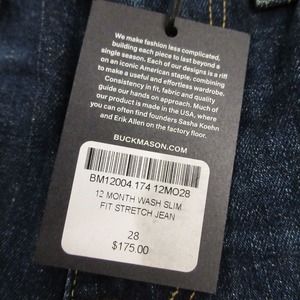 We make fashion less complicated,
building each piece to last beyond a
single season. Each of our designs is a riff
on an iconic American staple, combining
to make a useful and effortless wardrobe.
Consistency in fit, fabric and quality
guide our hands on approach. Much of
our product is made in the USA, where
you can often find founders Sasha Koehn
and Erik Allen on the factory floor.
BUCKMASON.COM
BM12004.174 12MO28
12 MONTH WASH SLIM
FIT STRETCH JEAN
28
$175.00